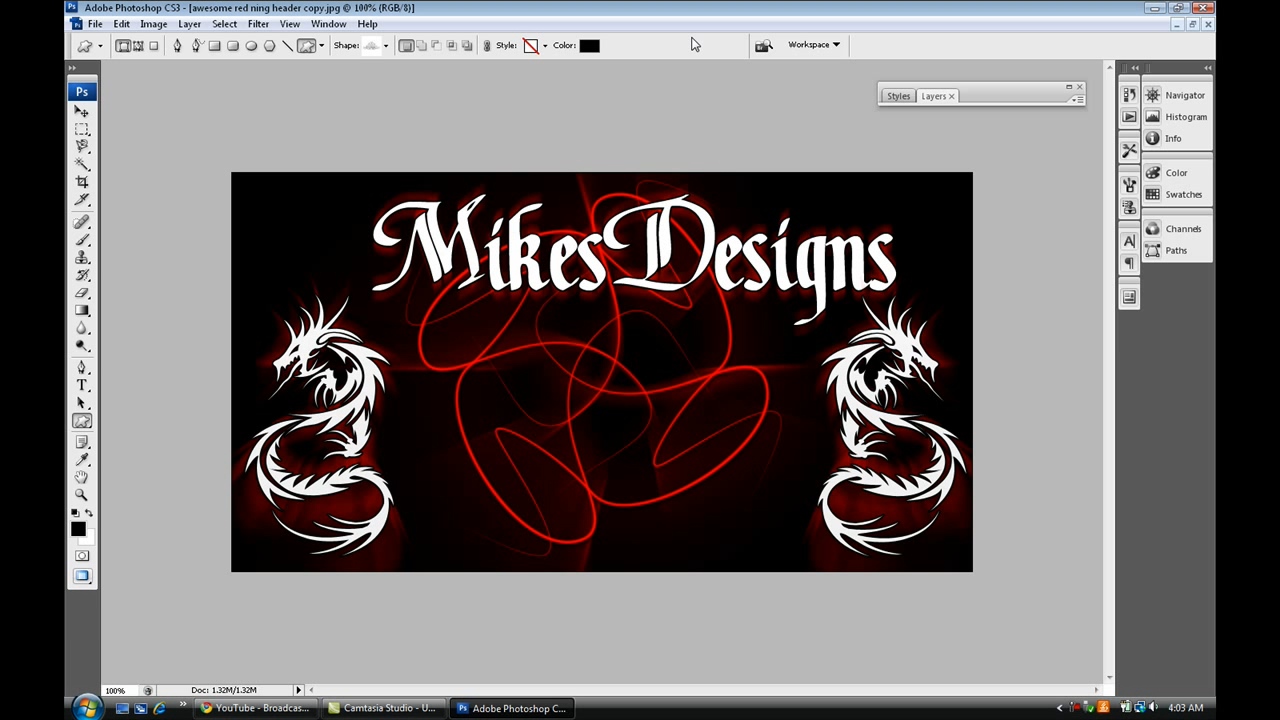 Adobe Photoshop CS3 - [awesome red ning header copy.jpg @ 100% (RGB/8)]
File Edit Image Layer Select Filter View Window Help
Shape: Style: Color: Workspace
Ps
Styles Layers
Navigator
Histogram
Info
Color
Swatches
Channels
Paths
MikesDesigns
100% Doc: 1.32M/1.32M
YouTube - Broadcas... Camtasia Studio - U... Ps Adobe Photoshop C... 4:03 AM